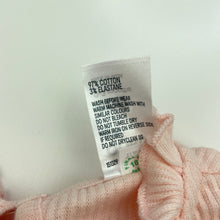 97% COTTON
3% ELASTANE
WASH BEFORE WEAR
WARM MACHINE WASH WITH
SIMILAR COLOURS
DO NOT BLEACH
DO NOT TUMBLE DRY
WARM IRON ON REVERSE
IF REQUIRED
DO NOT DRYCLEAN